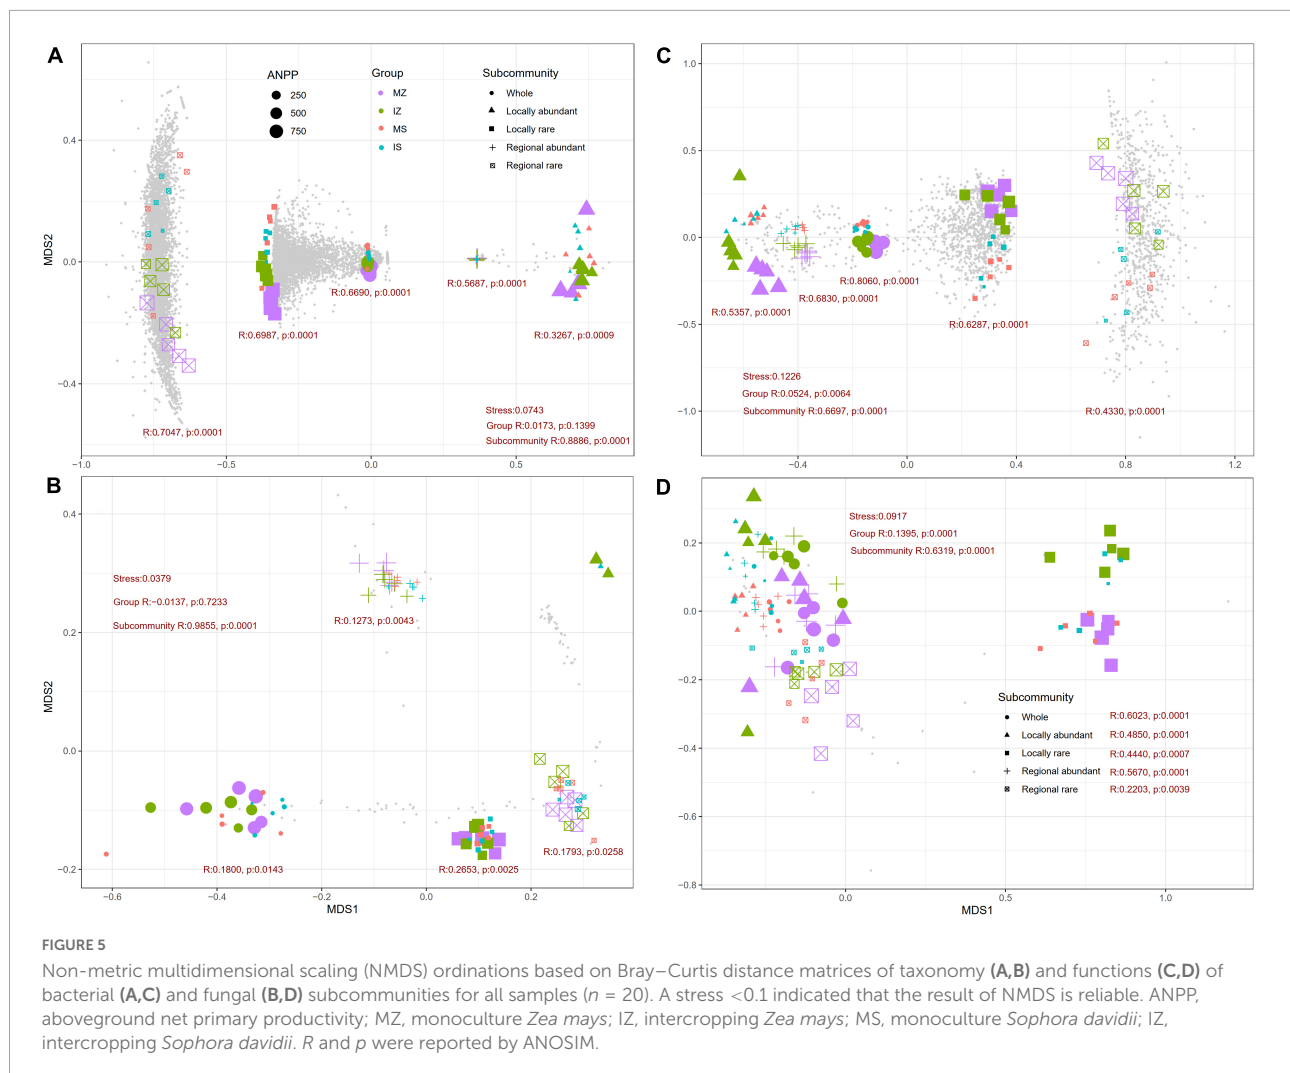 A
ANPP
250
500
750
Group
MZ
IZ
MS
IS
Subcommunity
Whole
Locally abundant
Locally rare
Regional abundant
Regional rare
MDS2
0.4
0.2
0.0
−0.2
−0.4
R:0.7047, p:0.0001
R:0.6987, p:0.0001
R:0.6690, p:0.0001
R:0.5687, p:0.0001
R:0.3267, p:0.0009
Stress:0.0743
Group R:0.0173, p:0.1399
Subcommunity R:0.8886, p:0.0001
−1.0
−0.5
0.0
0.5
C
1.0
0.5
0.0
−0.5
−1.0
R:0.5357, p:0.0001
R:0.6830, p:0.0001
R:0.8060, p:0.0001
R:0.6287, p:0.0001
R:0.4330, p:0.0001
Stress:0.1226
Group R:0.0524, p:0.0064
Subcommunity R:0.6697, p:0.0001
−0.4
0.0
0.4
0.8
1.2
B
MDS2
0.4
0.2
0.0
−0.2
Stress:0.0379
Group R:−0.0137, p:0.7233
Subcommunity R:0.9855, p:0.0001
R:0.1273, p:0.0043
R:0.1800, p:0.0143
R:0.2653, p:0.0025
R:0.1793, p:0.0258
−0.6
−0.4
−0.2
0.0
0.2
MDS1
D
0.2
0.0
−0.2
−0.4
−0.6
−0.8
Stress:0.0917
Group R:0.1395, p:0.0001
Subcommunity R:0.6319, p:0.0001
Subcommunity
Whole R:0.6023, p:0.0001
Locally abundant R:0.4850, p:0.0001
Locally rare R:0.4440, p:0.0007
Regional abundant R:0.5670, p:0.0001
Regional rare R:0.2203, p:0.0039
0.0
0.5
1.0
MDS1
FIGURE 5
Non-metric multidimensional scaling (NMDS) ordinations based on Bray–Curtis distance matrices of taxonomy (A,B) and functions (C,D) of
bacterial (A,C) and fungal (B,D) subcommunities for all samples (n = 20). A stress <0.1 indicated that the result of NMDS is reliable. ANPP,
aboveground net primary productivity; MZ, monoculture Zea mays; IZ, intercropping Zea mays; MS, monoculture Sophora davidii; IZ,
intercropping Sophora davidii. R and p were reported by ANOSIM.